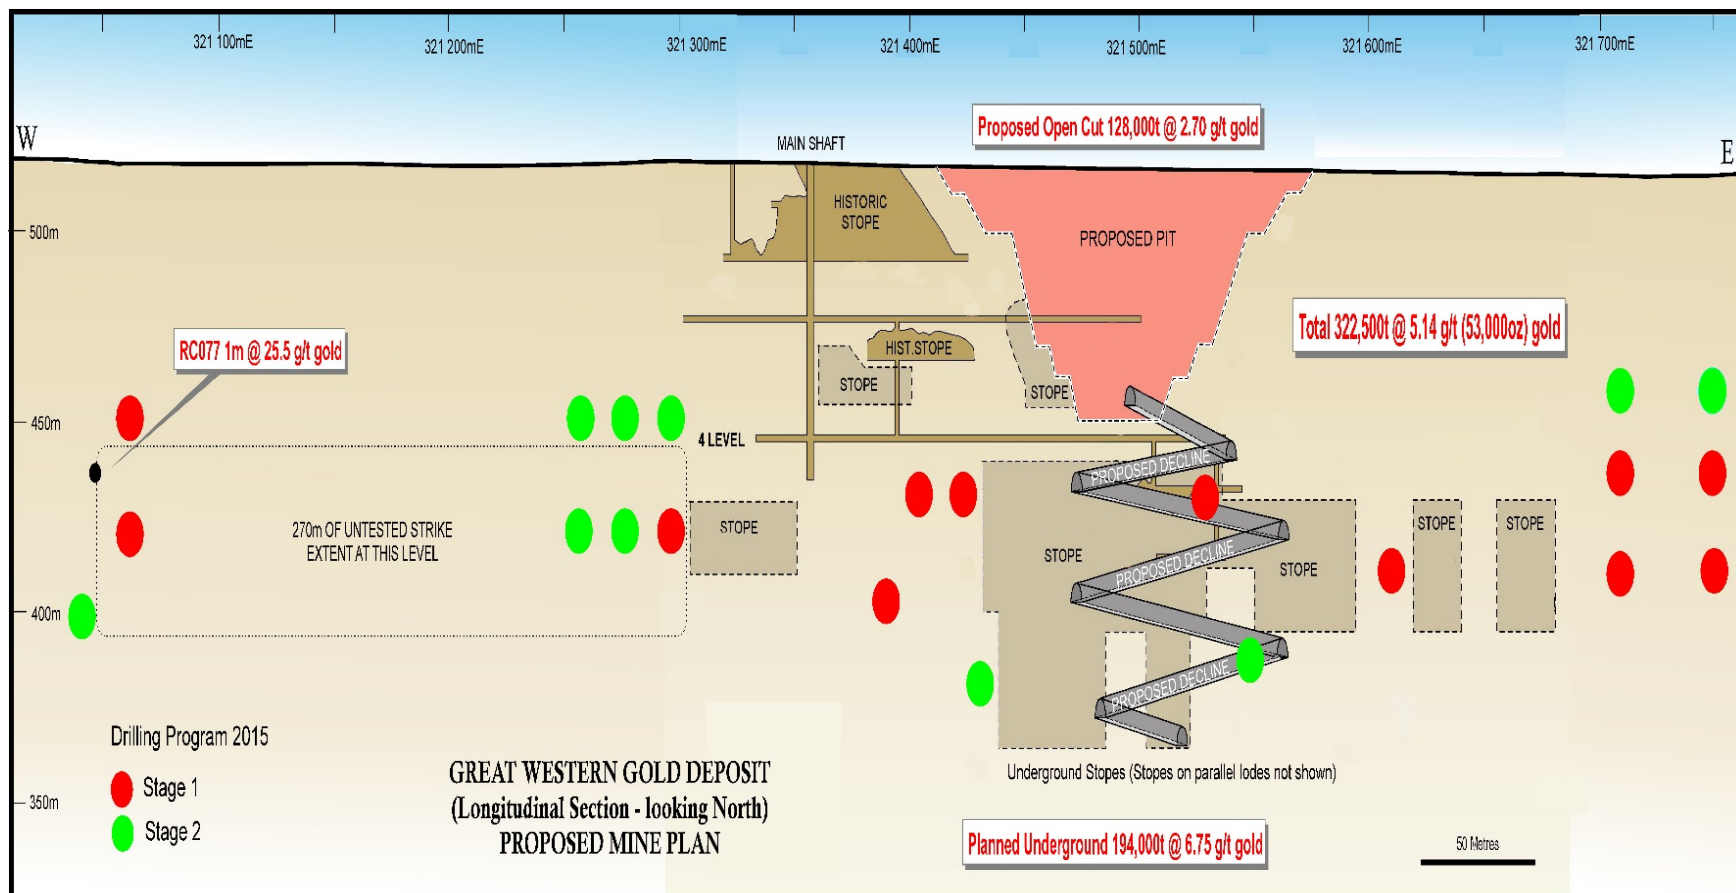 321 100mE
321 200mE
321 300mE
321 400mE
321 500mE
321 600mE
321 700mE
W
E
Proposed Open Cut 128,000t @ 2.70 g/t gold
MAIN SHAFT
HISTORIC
STOPE
PROPOSED PIT
500m
Total 322,500t @ 5.14 g/t (53,000oz) gold
RC077 1m @ 25.5 g/t gold
HIST.STOPE
STOPE
STOPE
450m
4 LEVEL
PROPOSED DECLINE
270m OF UNTESTED STRIKE
EXTENT AT THIS LEVEL
STOPE
STOPE
STOPE
STOPE
STOPE
PROPOSED DECLINE
400m
PROPOSED DECLINE
Drilling Program 2015
Stage 1
Stage 2
350m
GREAT WESTERN GOLD DEPOSIT
(Longitudinal Section - looking North)
PROPOSED MINE PLAN
Underground Stopes (Stopes on parallel lodes not shown)
Planned Underground 194,000t @ 6.75 g/t gold
50 Metres